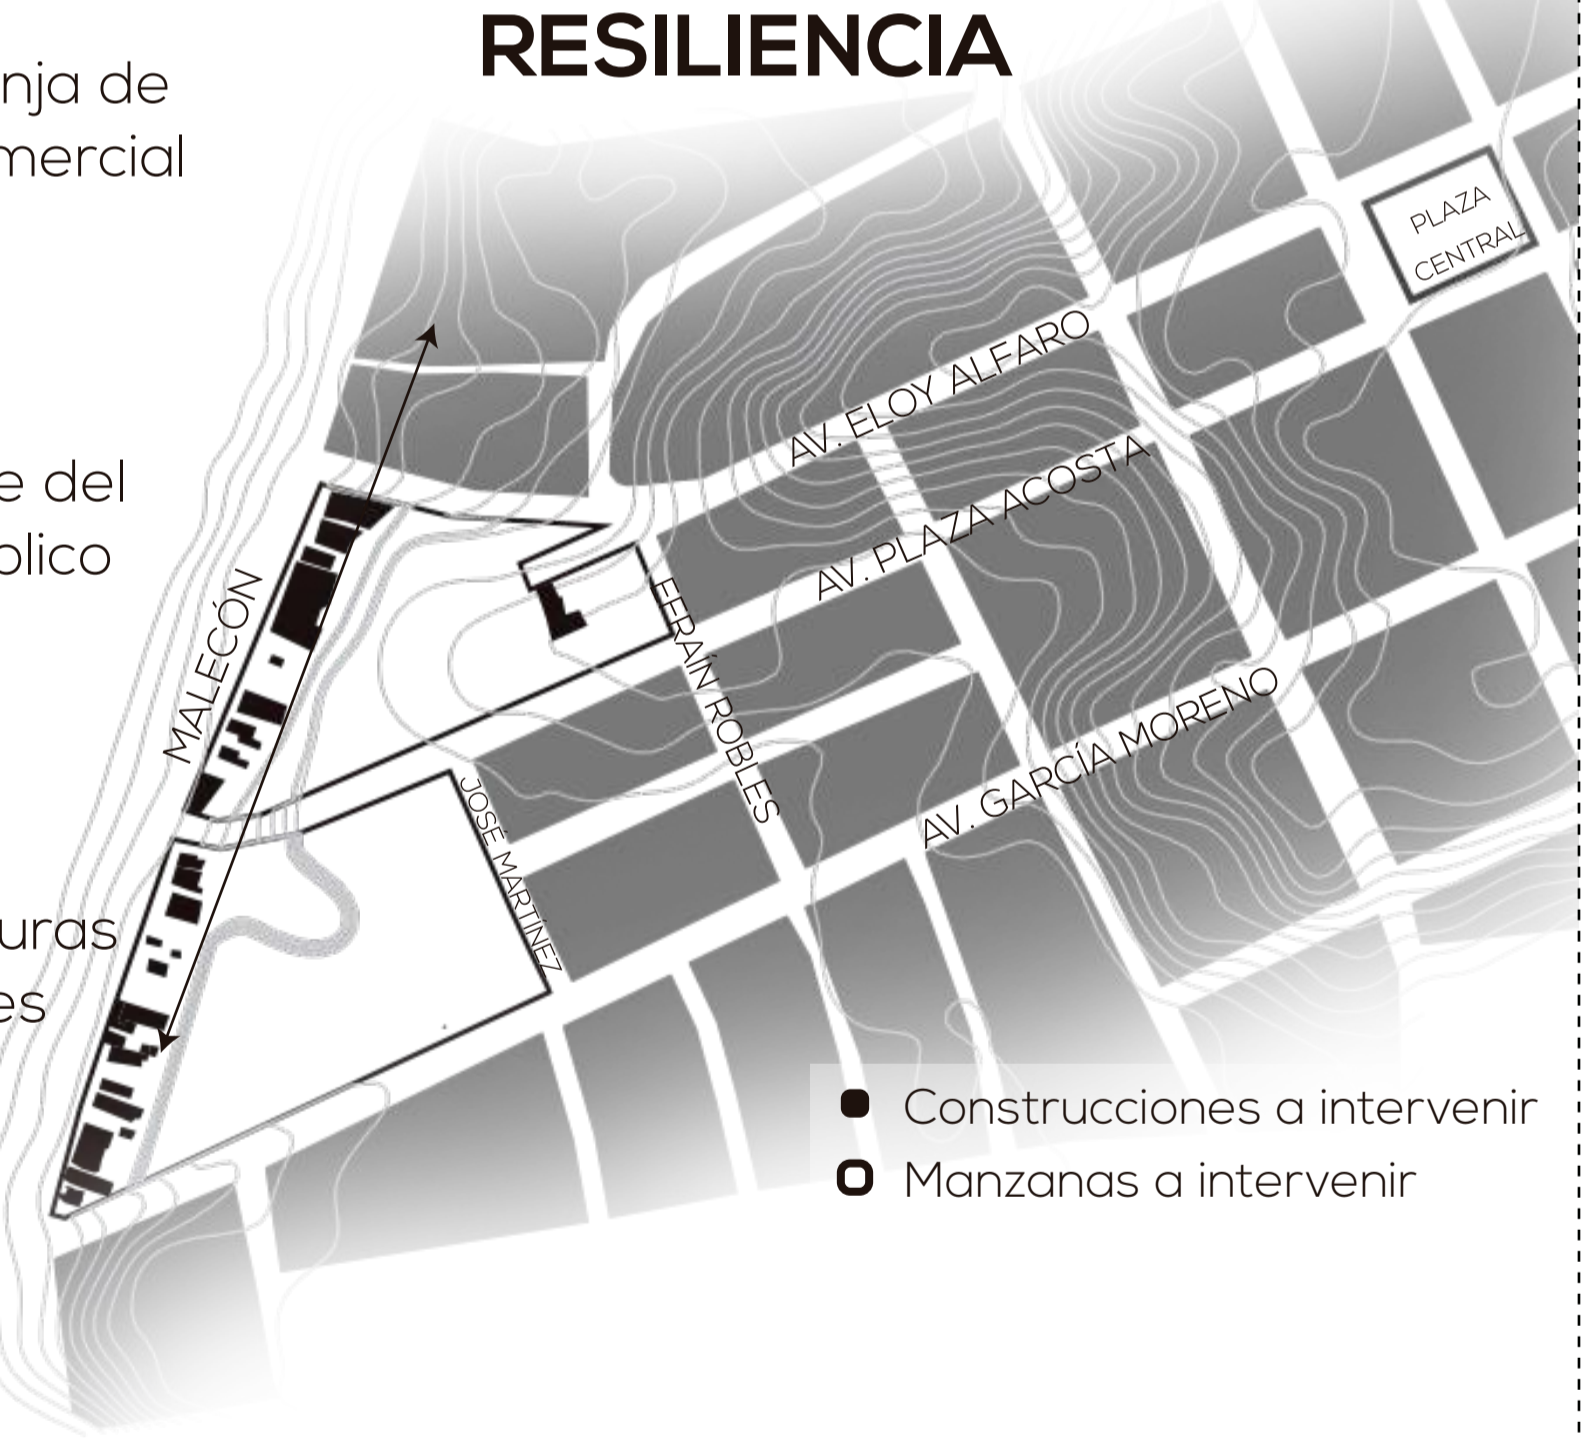 RESILIENCIA
nja de
mercial
e del
olico
uras
es
PLAZA
CENTRAL
AV. ELOY ALFARO
AV. PLAZA ACOSTA
AV. GARCÍA MORENO
MALECÓN
EFRAÍN ROBLES
JOSÉ MARTÍNEZ
Construcciones a intervenir
Manzanas a intervenir